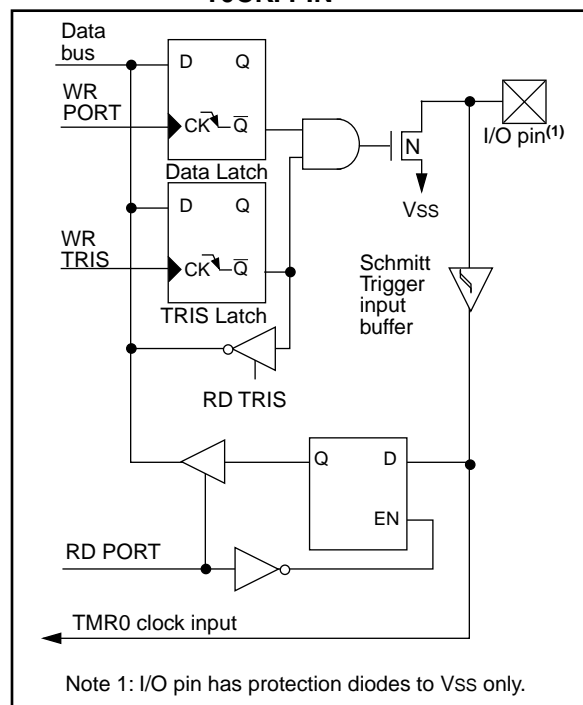 Data
bus
D Q
WR
PORT
CK Q
Data Latch
N
I/O pin(1)
VSS
D Q
WR
TRIS
CK Q
TRIS Latch
Schmitt
Trigger
input
buffer
RD TRIS
Q D
EN
RD PORT
TMR0 clock input
Note 1: I/O pin has protection diodes to VSS only.